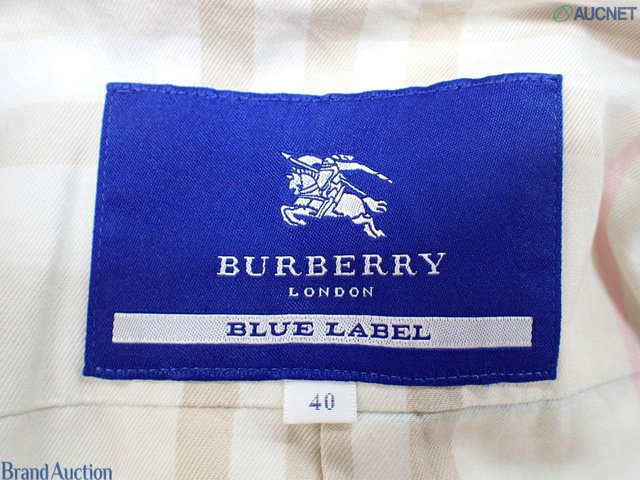 AUCNET
BURBERRY
LONDON
BLUE LABEL
40
Brand Auction